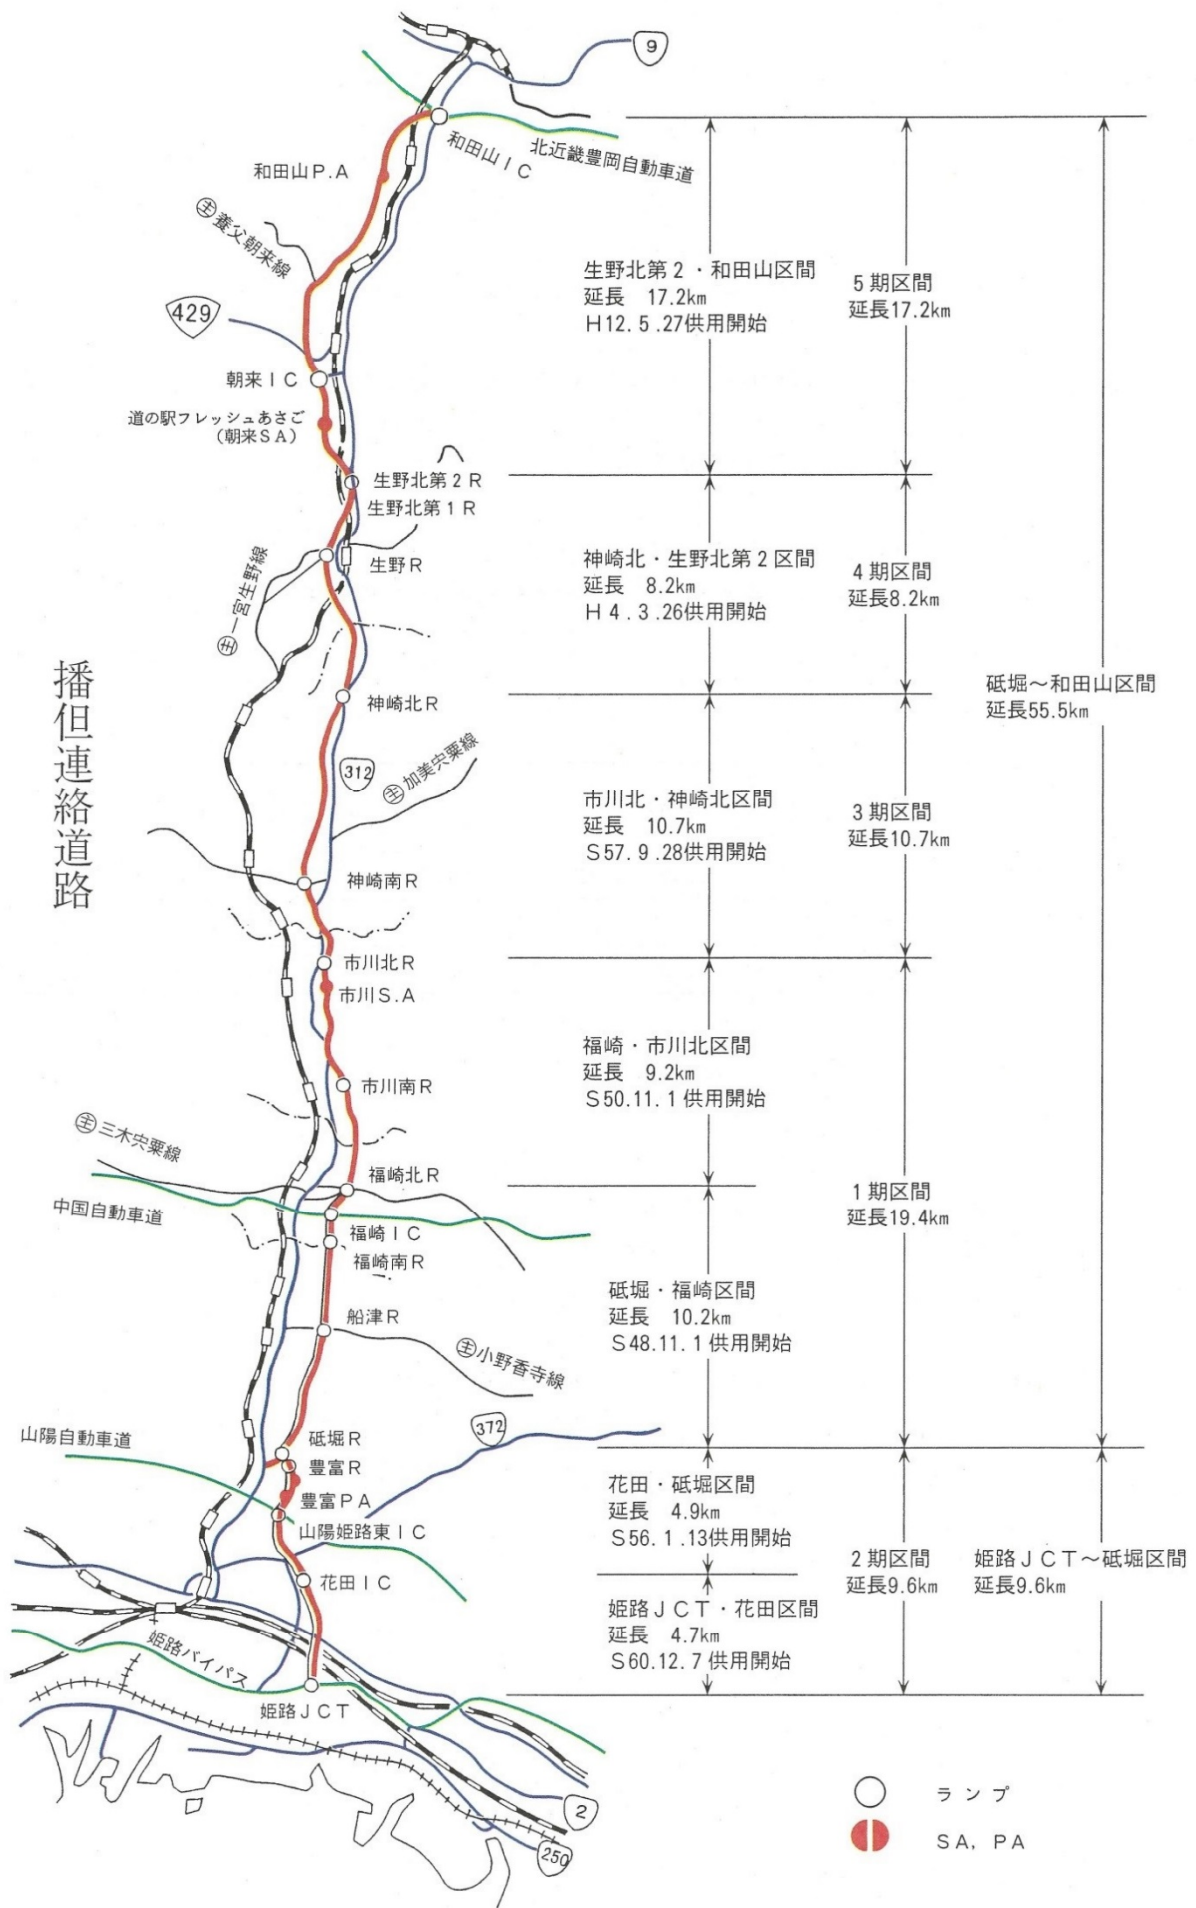 9
和田山ＩＣ
北近畿豊岡自動車道
和田山P.A
㊤養父朝来線
429
朝来ＩＣ
道の駅フレッシュあさご
（朝来ＳＡ）
生野北第２Ｒ
生野北第１Ｒ
生野Ｒ
一宮生野線
神崎北Ｒ
312
加美宍粟線
神崎南Ｒ
市川北Ｒ
市川S.A
市川南Ｒ
三木宍粟線
福崎北Ｒ
中国自動車道
福崎ＩＣ
福崎南Ｒ
船津Ｒ
小野香寺線
372
山陽自動車道
砥堀Ｒ
豊富Ｒ
豊富PA
山陽姫路東ＩＣ
花田ＩＣ
姫路バイパス
姫路ＪＣＴ
2
250
播但連絡道路
生野北第２・和田山区間
延長　17.2km
Ｈ12.5.27供用開始
5期区間
延長17.2km
神崎北・生野北第２区間
延長　8.2km
Ｈ４.３.26供用開始
4期区間
延長8.2km
砥堀～和田山区間
延長55.5km
市川北・神崎北区間
延長　10.7km
Ｓ57.９.28供用開始
3期区間
延長10.7km
福崎・市川北区間
延長　9.2km
Ｓ50.11.１供用開始
1期区間
延長19.4km
砥堀・福崎区間
延長　10.2km
Ｓ48.11.１供用開始
花田・砥堀区間
延長　4.9km
Ｓ56.１.13供用開始
2期区間
延長9.6km
姫路ＪＣＴ～砥堀区間
延長9.6km
姫路ＪＣＴ・花田区間
延長　4.7km
Ｓ60.12.７供用開始
ランプ
SA, PA